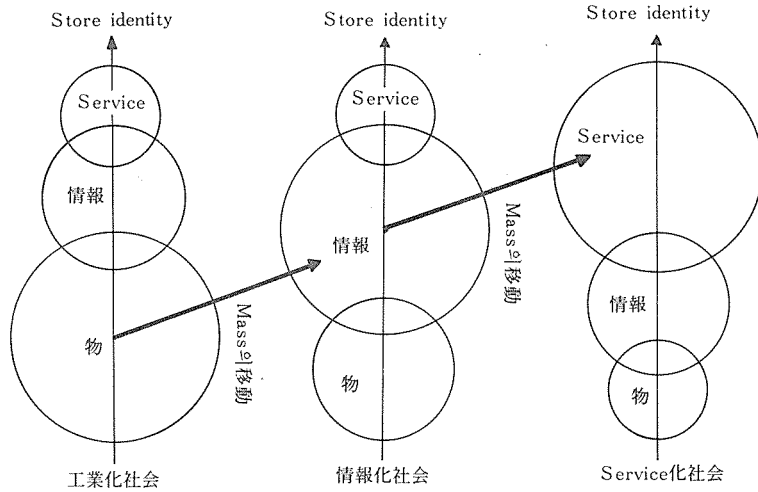 Store identity
Service
情報
物
工業化社会
Mass의移動
Store identity
Service
情報
物
情報化社会
Mass의移動
Store identity
Service
情報
物
Service化社会